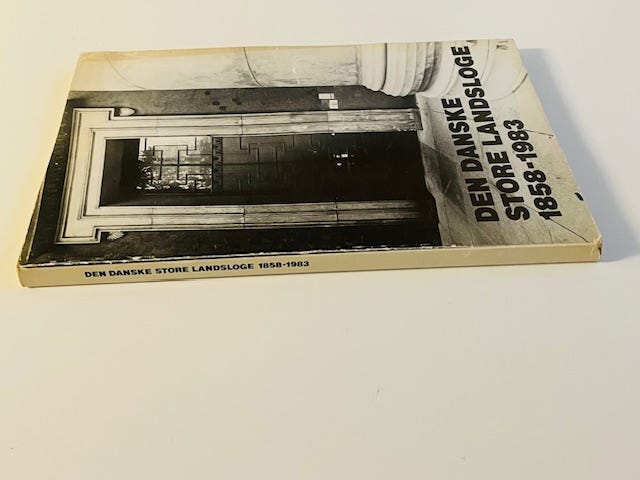 DEN DANSKE
STORE LANDSLOGE
1858-1983
DEN DANSKE STORE LANDSLOGE 1858-1983